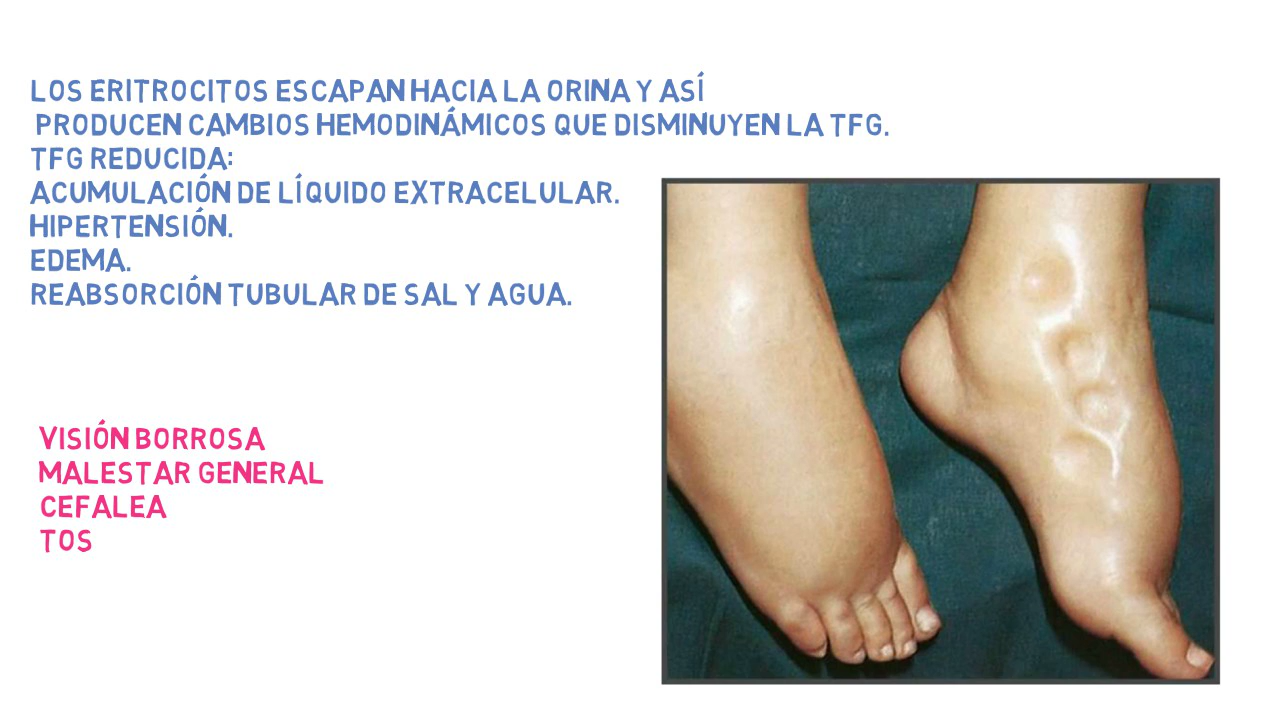 LOS ERITROCITOS ESCAPAN HACIA LA ORINA Y ASÍ
PRODUCEN CAMBIOS HEMODINÁMICOS QUE DISMINUYEN LA TFG.
TFG REDUCIDA:
ACUMULACIÓN DE LÍQUIDO EXTRACELULAR.
HIPERTENSIÓN.
EDEMA.
REABSORCIÓN TUBULAR DE SAL Y AGUA.
VISIÓN BORROSA
MALESTAR GENERAL
CEFALEA
TOS